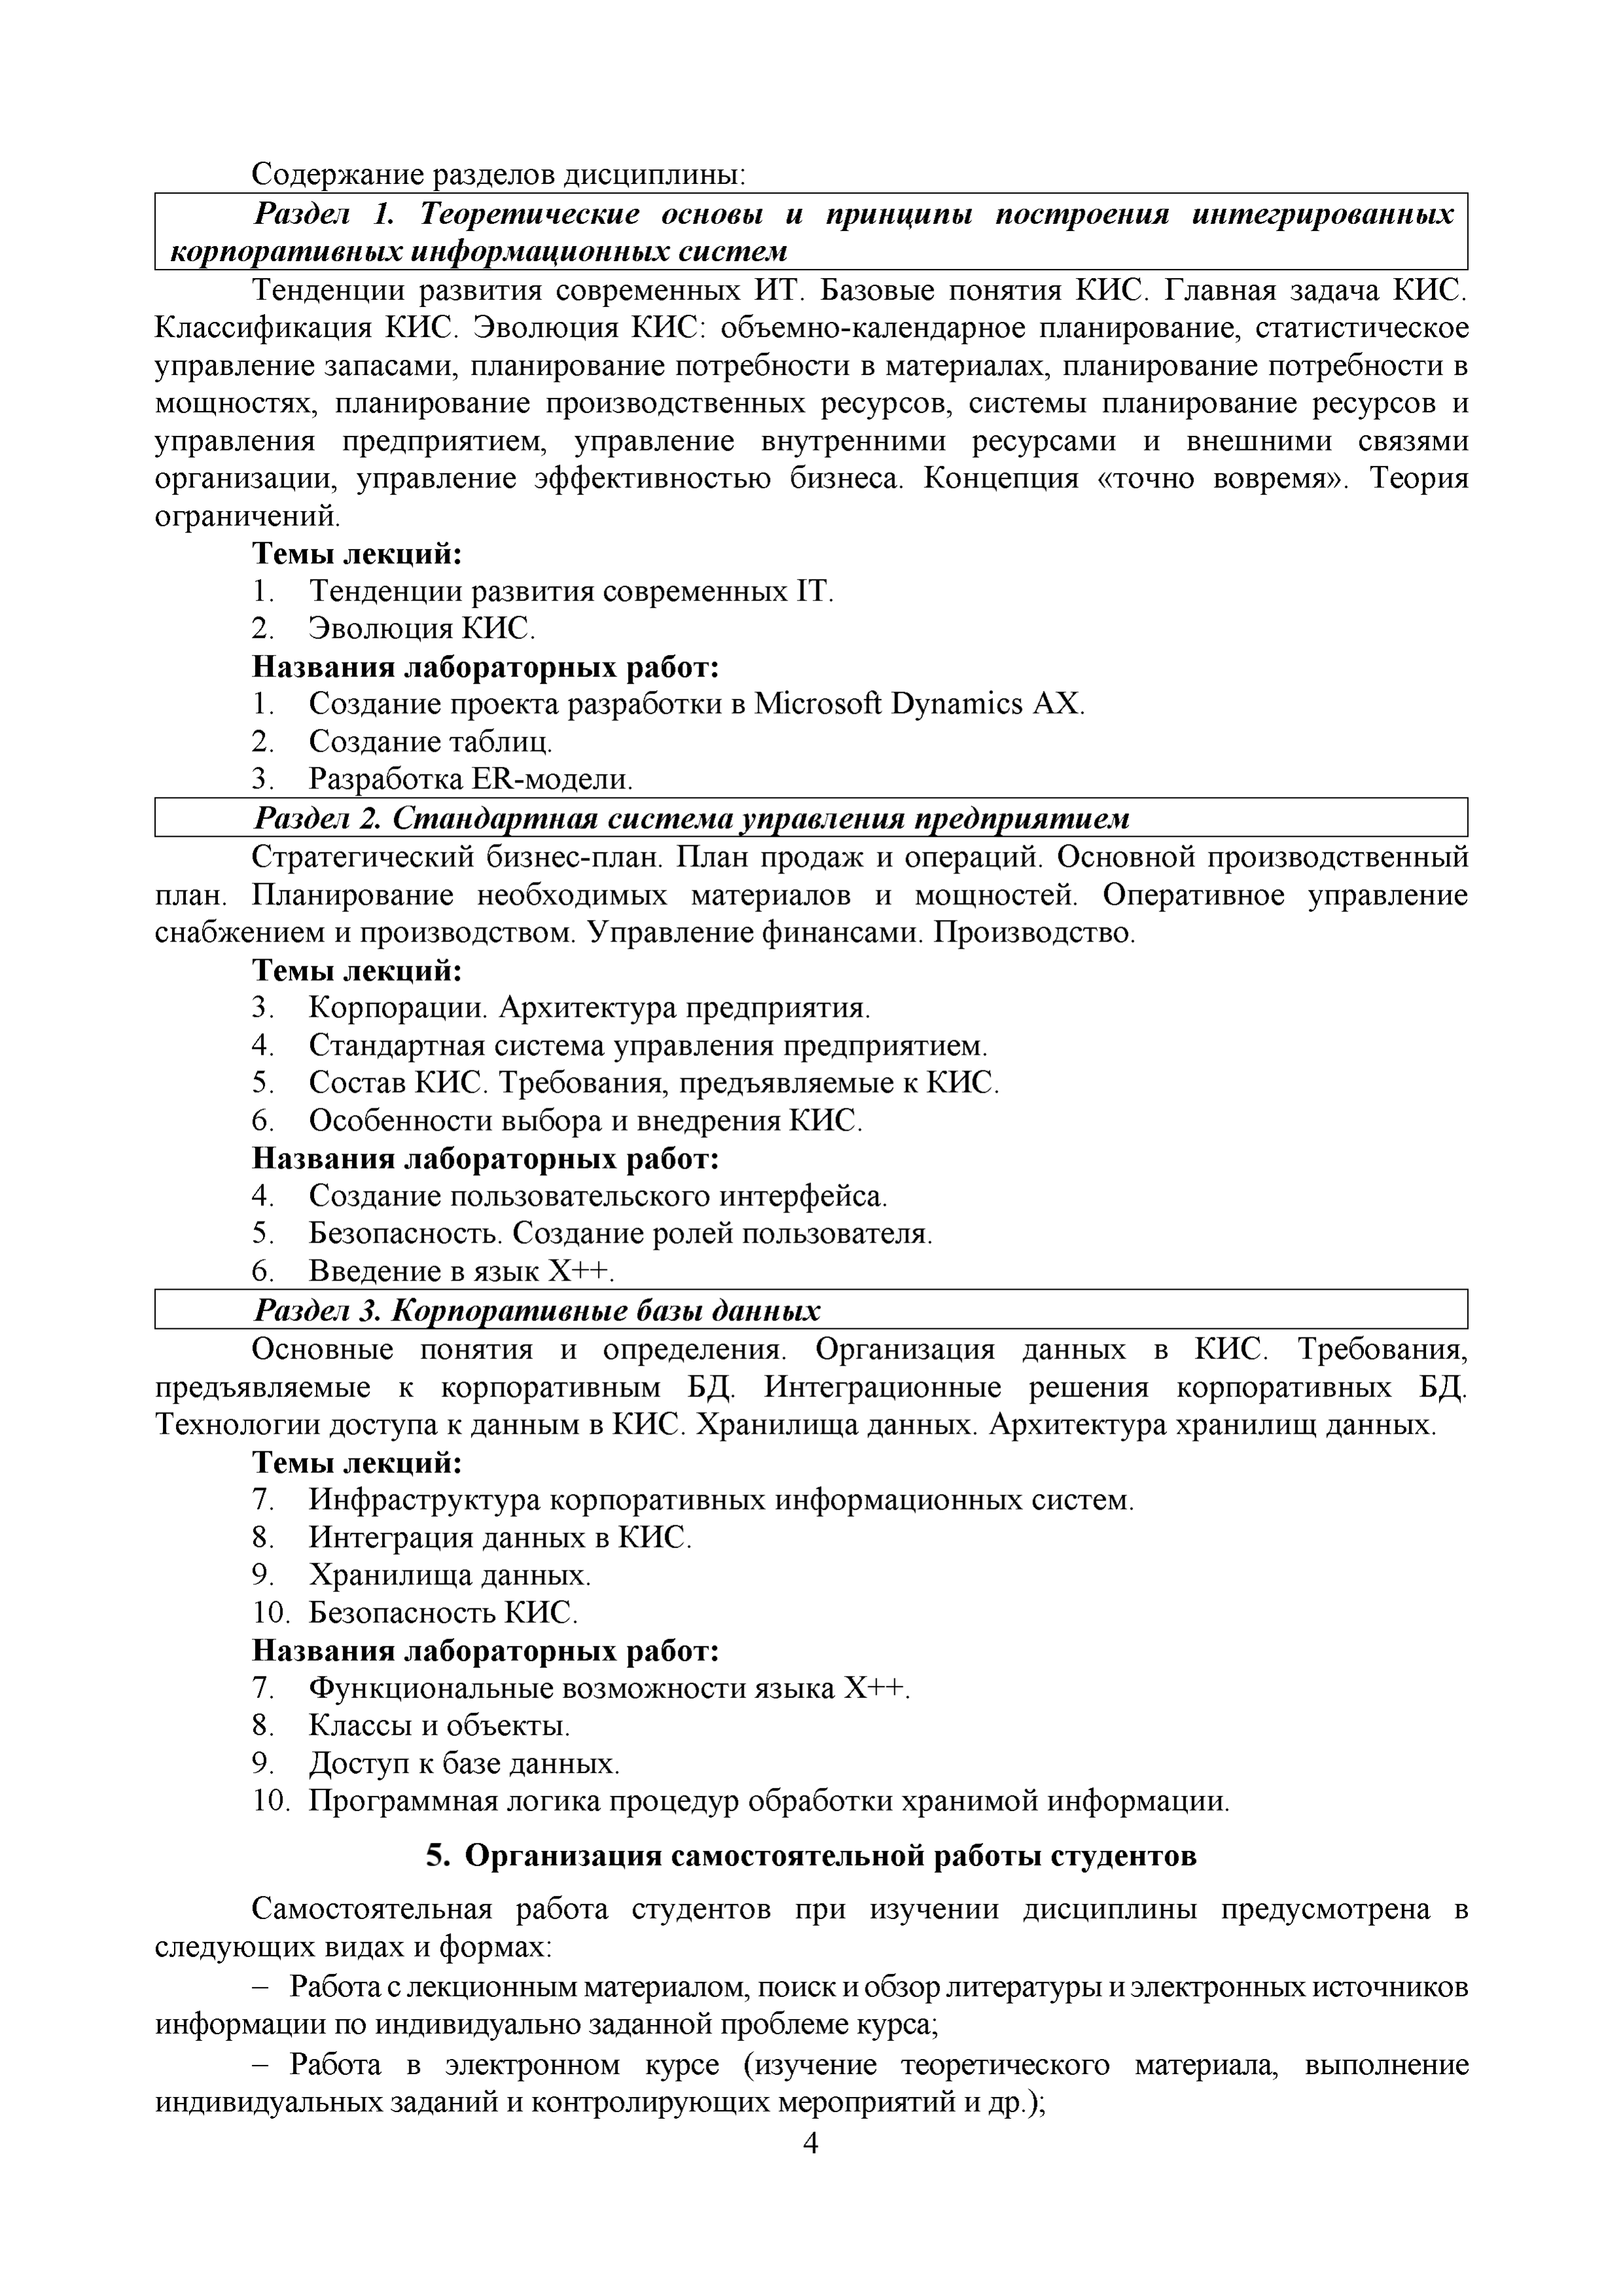 Содержание разделов дисциплины:
Раздел 1. Теоретические основы и принципы построения интегрированных
корпоративных информационных систем
Тенденции развития современных ИТ. Базовые понятия КИС. Главная задача КИС.
Классификация КИС. Эволюция КИС: объемно-календарное планирование, статистическое
управление запасами, планирование потребности в материалах, планирование потребности в
мощностях, планирование производственных ресурсов, системы планирование ресурсов и
управления предприятием, управление внутренними ресурсами и внешними связями
организации, управление эффективностью бизнеса. Концепция «точно вовремя». Теория
ограничений.
Темы лекций:
1. Тенденции развития современных IT.
2. Эволюция КИС.
Названия лабораторных работ:
1. Создание проекта разработки в Microsoft Dynamics AX.
2. Создание таблиц.
3. Разработка ER-модели.
Раздел 2. Стандартная система управления предприятием
Стратегический бизнес-план. План продаж и операций. Основной производственный
план. Планирование необходимых материалов и мощностей. Оперативное управление
снабжением и производством. Управление финансами. Производство.
Темы лекций:
3. Корпорации. Архитектура предприятия.
4. Стандартная система управления предприятием.
5. Состав КИС. Требования, предъявляемые к КИС.
6. Особенности выбора и внедрения КИС.
Названия лабораторных работ:
4. Создание пользовательского интерфейса.
5. Безопасность. Создание ролей пользователя.
6. Введение в язык X++.
Раздел 3. Корпоративные базы данных
Основные понятия и определения. Организация данных в КИС. Требования,
предъявляемые к корпоративным БД. Интеграционные решения корпоративных БД.
Технологии доступа к данным в КИС. Хранилища данных. Архитектура хранилищ данных.
Темы лекций:
7. Инфраструктура корпоративных информационных систем.
8. Интеграция данных в КИС.
9. Хранилища данных.
10. Безопасность КИС.
Названия лабораторных работ:
7. Функциональные возможности языка X++.
8. Классы и объекты.
9. Доступ к базе данных.
10. Программная логика процедур обработки хранимой информации.
5. Организация самостоятельной работы студентов
Самостоятельная работа студентов при изучении дисциплины предусмотрена в
следующих видах и формах:
– Работа с лекционным материалом, поиск и обзор литературы и электронных источников
информации по индивидуально заданной проблеме курса;
– Работа в электронном курсе (изучение теоретического материала, выполнение
индивидуальных заданий и контролирующих мероприятий и др.);
4